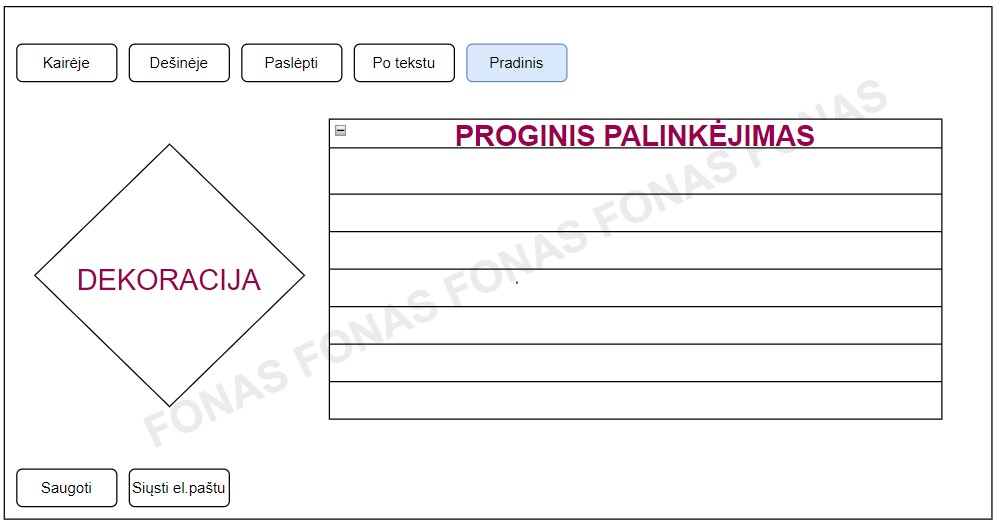 Kairėje
Dešinėje
Paslėpti
Po tekstu
Pradinis
PROGINIS PALINKĖJIMAS
DEKORACIJA
FONAS FONAS FONAS FONAS FONAS
Saugoti
Siųsti el.paštu